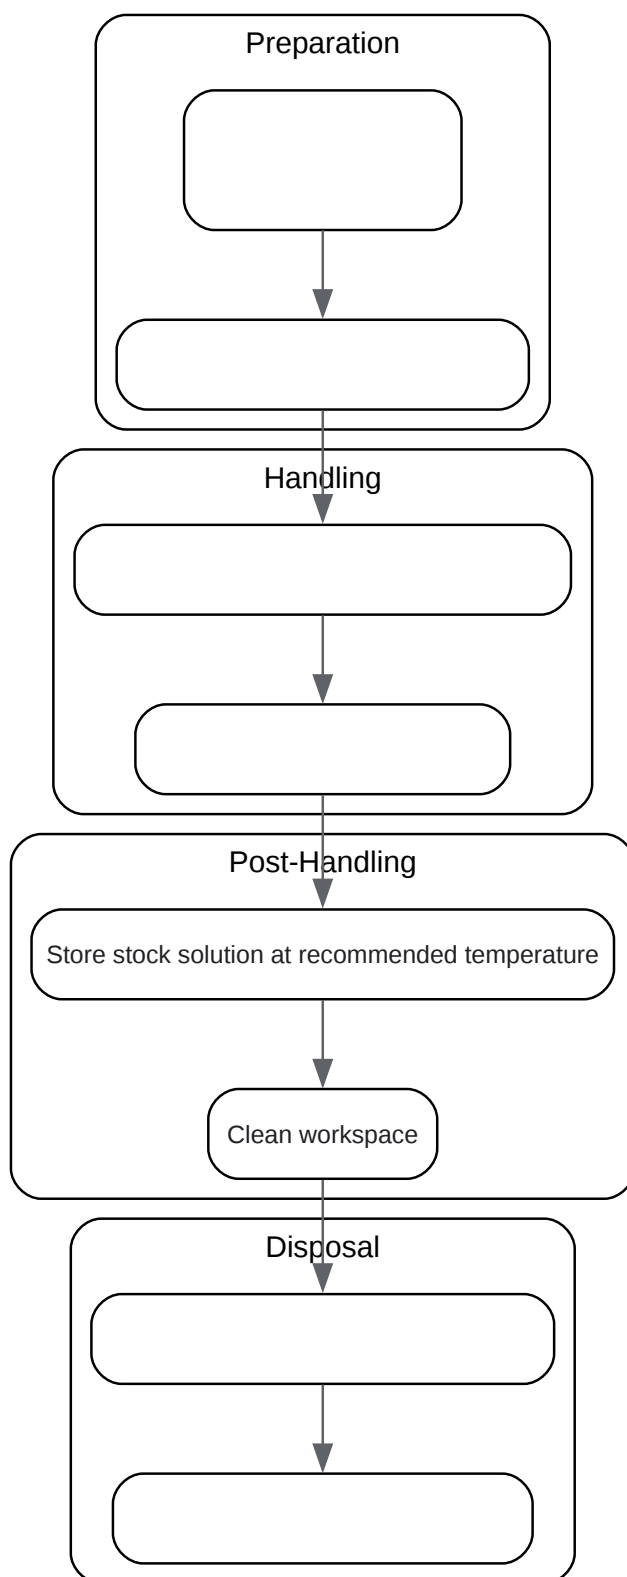 Preparation
Handling
Post-Handling
Store stock solution at recommended temperature
Clean workspace
Disposal